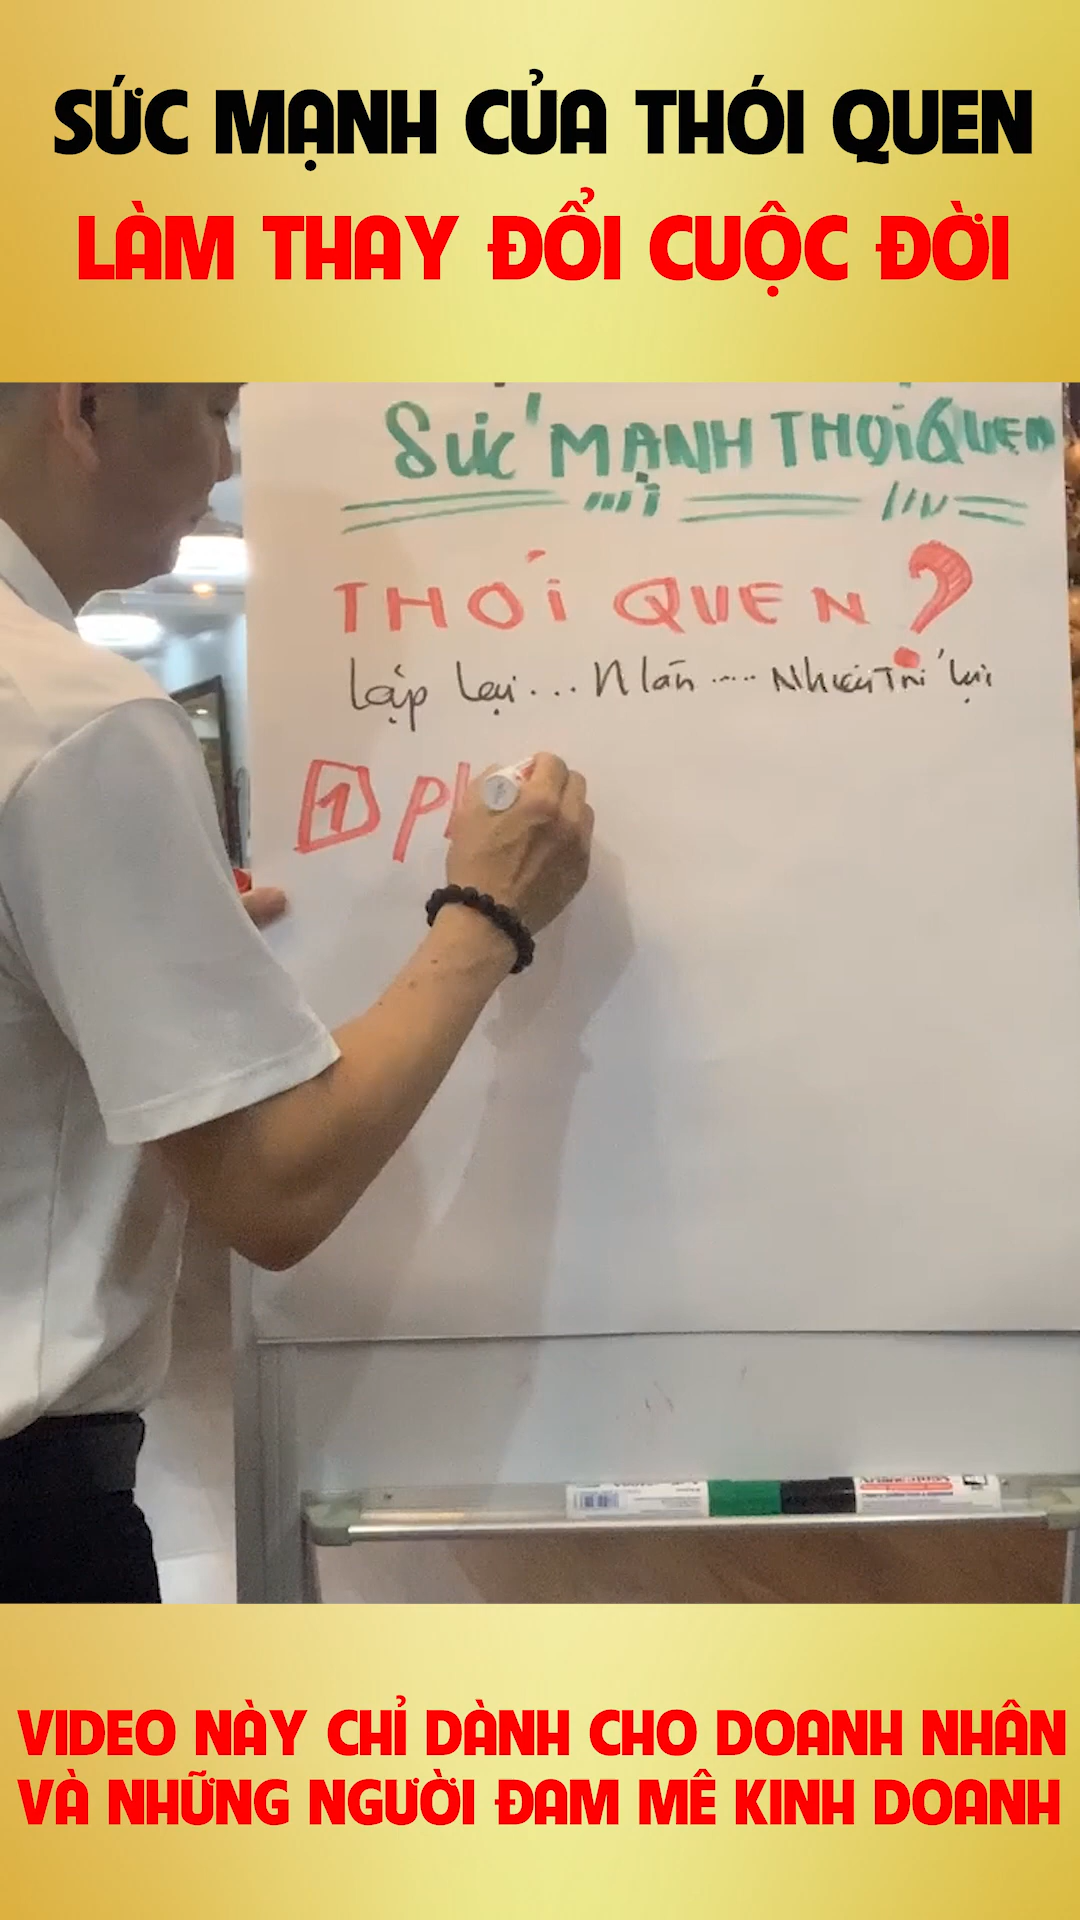 SỨC MẠNH CỦA THÓI QUEN
LÀM THAY ĐỔI CUỘC ĐỜI
SỨC MẠNH THÓI QUEN
THÓI QUEN ?
Lặp lại... N lần .... Nhiều
1 P
VIDEO NÀY CHỈ DÀNH CHO DOANH NHÂN
VÀ NHỮNG NGƯỜI ĐAM MÊ KINH DOANH